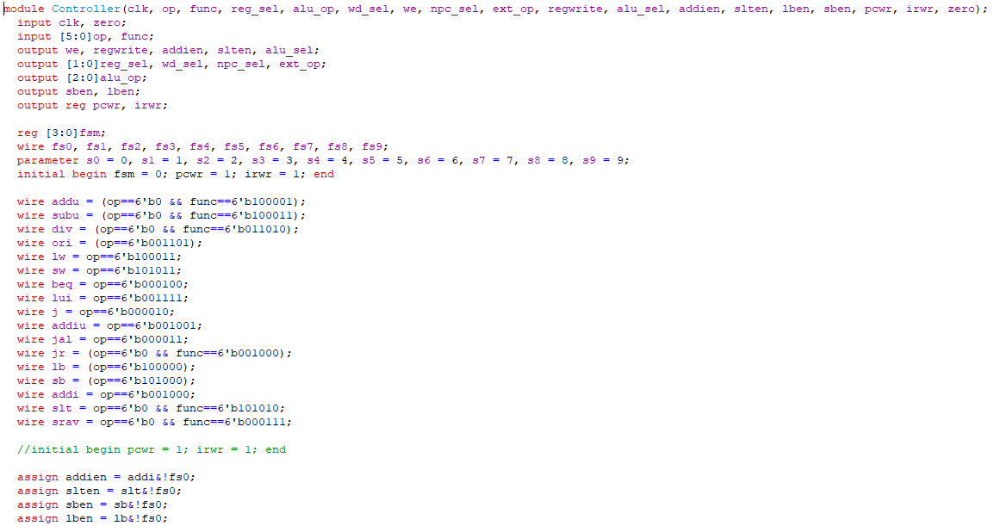 module Controller(clk, op, func, reg_sel, alu_op, wd_sel, we, npc_sel, ext_op, regwrite, alu_sel, addien, slten, lben, sben, pcwr, irwr, zero);
input clk, zero;
input [5:0]op, func;
output we, regwrite, addien, slten, alu_sel;
output [1:0]reg_sel, wd_sel, npc_sel, ext_op;
output [2:0]alu_op;
output sben, lben;
output reg pcwr, irwr;
reg [3:0]fsm;
wire fs0, fs1, fs2, fs3, fs4, fs5, fs6, fs7, fs8, fs9;
parameter s0 = 0, s1 = 1, s2 = 2, s3 = 3, s4 = 4, s5 = 5, s6 = 6, s7 = 7, s8 = 8, s9 = 9;
initial begin fsm = 0; pcwr = 1; irwr = 1; end
wire addu = (op==6'b0 && func==6'b100001);
wire subu = (op==6'b0 && func==6'b100011);
wire div = (op==6'b0 && func==6'b011010);
wire ori = (op==6'b001101);
wire lw = op==6'b100011;
wire sw = op==6'b101011;
wire beq = op==6'b000100;
wire lui = op==6'b001111;
wire j = op==6'b000010;
wire addiu = op==6'b001001;
wire jal = op==6'b000011;
wire jr = (op==6'b0 && func==6'b001000);
wire lb = (op==6'b100000);
wire sb = (op==6'b101000);
wire addi = op==6'b001000;
wire slt = op==6'b0 && func==6'b101010;
wire srav = op==6'b0 && func==6'b000111;
//initial begin pcwr = 1; irwr = 1; end
assign addien = addi&!fs0;
assign slten = slt&!fs0;
assign sben = sb&!fs0;
assign lben = lb&!fs0;